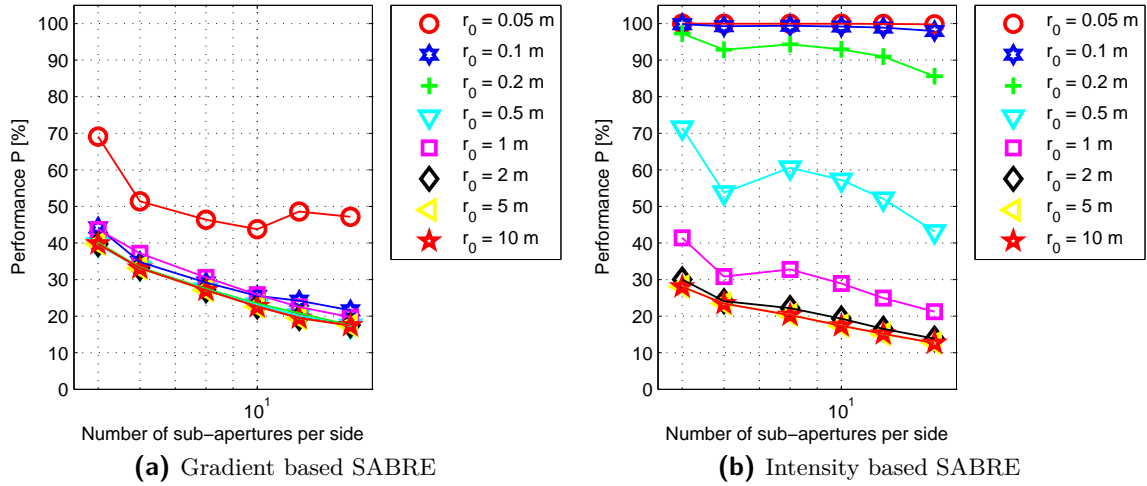 Performance P [%]
100
90
80
70
60
50
40
30
20
10
0
10^1
Number of sub-apertures per side
r_0 = 0.05 m
r_0 = 0.1 m
r_0 = 0.2 m
r_0 = 0.5 m
r_0 = 1 m
r_0 = 2 m
r_0 = 5 m
r_0 = 10 m
(a) Gradient based SABRE
Performance P [%]
100
90
80
70
60
50
40
30
20
10
0
10^1
Number of sub-apertures per side
r_0 = 0.05 m
r_0 = 0.1 m
r_0 = 0.2 m
r_0 = 0.5 m
r_0 = 1 m
r_0 = 2 m
r_0 = 5 m
r_0 = 10 m
(b) Intensity based SABRE